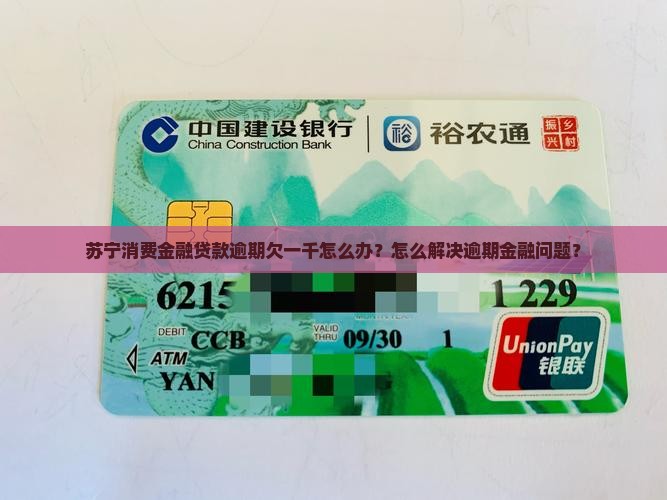 中国建设银行
China Construction Bank
裕
裕农通
振兴乡村
苏宁消费金融贷款逾期欠一千怎么办？怎么解决逾期金融问题？
6215
1 229
MONTH/YEAR
DEBIT CCB VALID THRU 09/30 1
ATM
YAN
UnionPay
银联